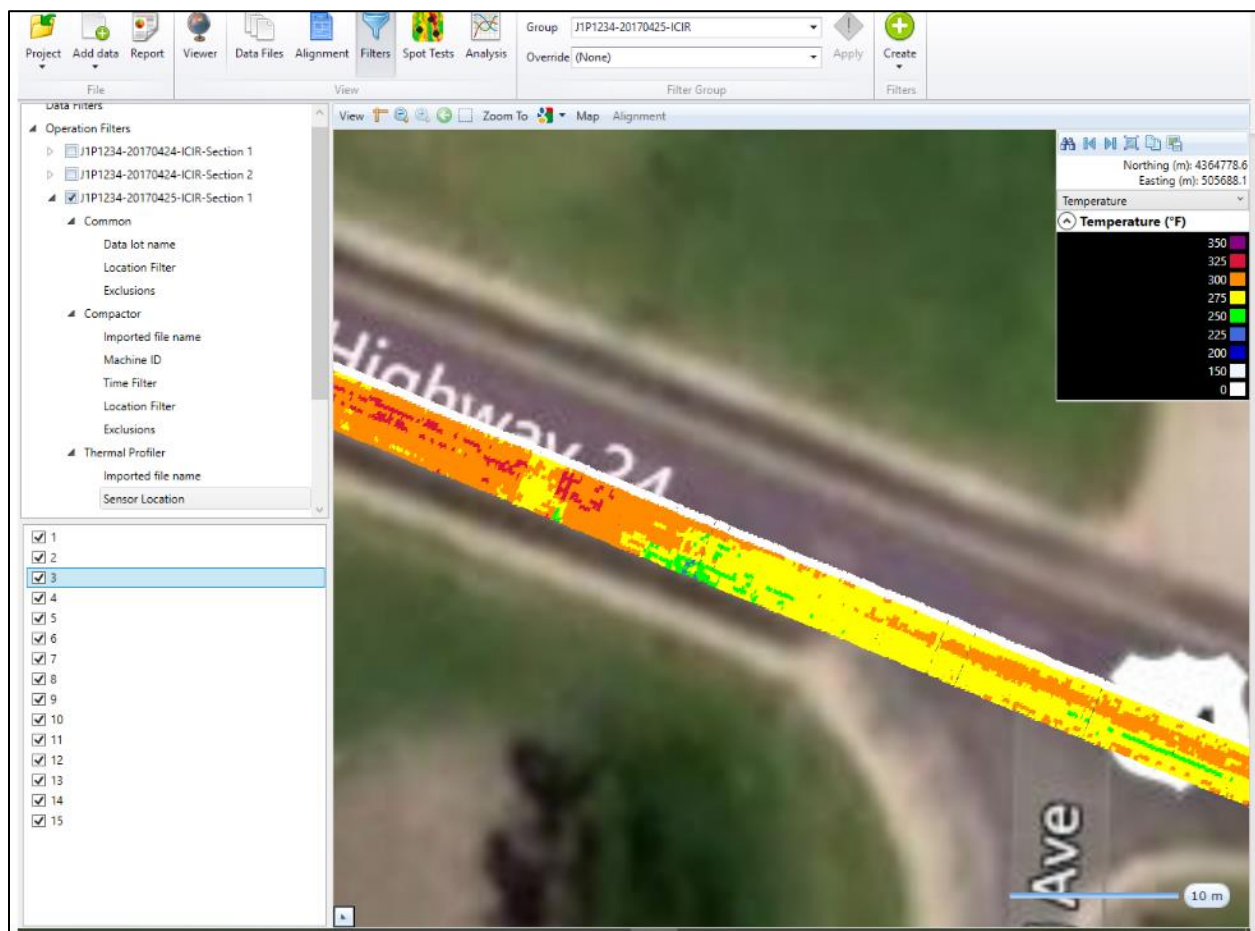 Project
Add data
Report
Viewer
Data Files
Alignment
Filters
Spot Tests
Analysis
Group J1P1234-20170425-ICIR
Override (None)
Apply
Create
File
View
Filter Group
Filters
Data Filters
Operation Filters
J1P1234-20170424-ICIR-Section 1
J1P1234-20170424-ICIR-Section 2
J1P1234-20170425-ICIR-Section 1
Common
Data lot name
Location Filter
Exclusions
Compactor
Imported file name
Machine ID
Time Filter
Location Filter
Exclusions
Thermal Profiler
Imported file name
Sensor Location
1
2
3
4
5
6
7
8
9
10
11
12
13
14
15
View Zoom To Map Alignment
Northing (m): 4364778.6
Easting (m): 505688.1
Temperature
Temperature (°F)
350
325
300
275
250
225
200
150
0
Highway 24
Ave
10 m